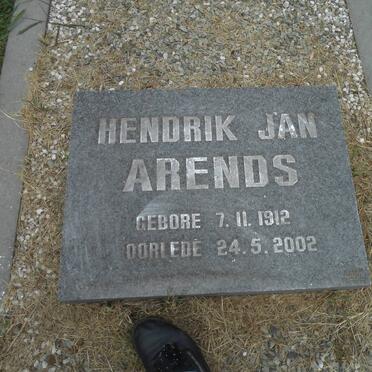 HENDRIK JAN
ARENDS
GEBORE 7.11.1912
OORLEDE 24.5.2002